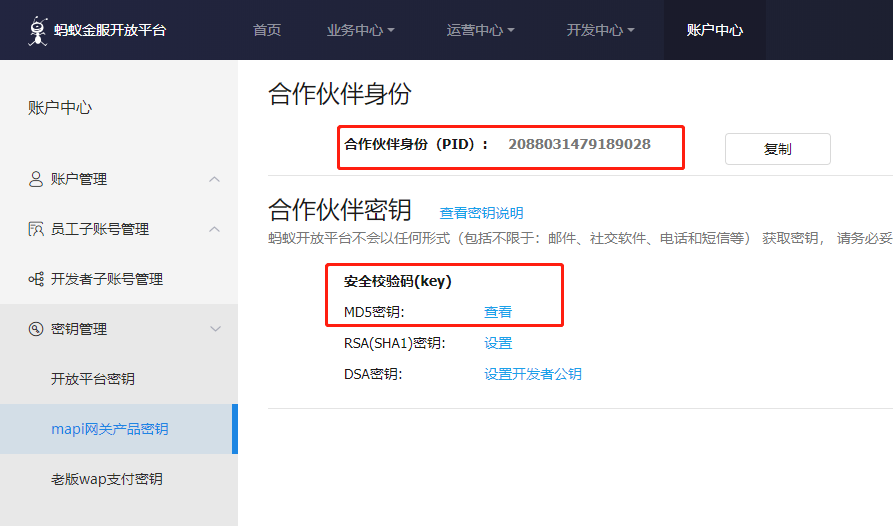 蚂蚁金服开放平台 首页 业务中心 运营中心 开发中心 账户中心
账户中心
账户管理
员工子账号管理
开发者子账号管理
密钥管理
开放平台密钥
mapi网关产品密钥
老版wap支付密钥
合作伙伴身份
合作伙伴身份（PID）： 2088031479189028 复制
合作伙伴密钥 查看密钥说明
蚂蚁开放平台不会以任何形式（包括不限于：邮件、社交软件、电话和短信等） 获取密钥， 请务必妥
安全校验码(key)
MD5密钥: 查看
RSA(SHA1)密钥: 设置
DSA密钥: 设置开发者公钥